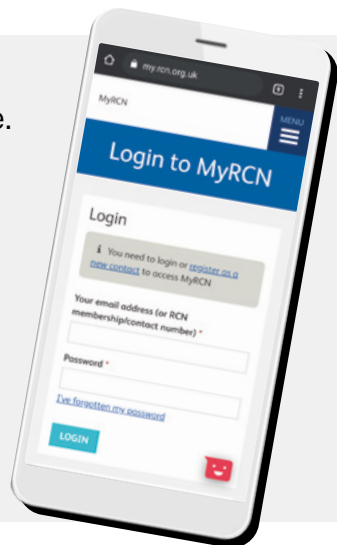 e.
my.rcn.org.uk
MyRCN
MENU
Login to MyRCN
Login
i You need to login or register as a
new contact to access MyRCN
Your email address (or RCN
membership/contact number) *
Password *
I've forgotten my password
LOGIN